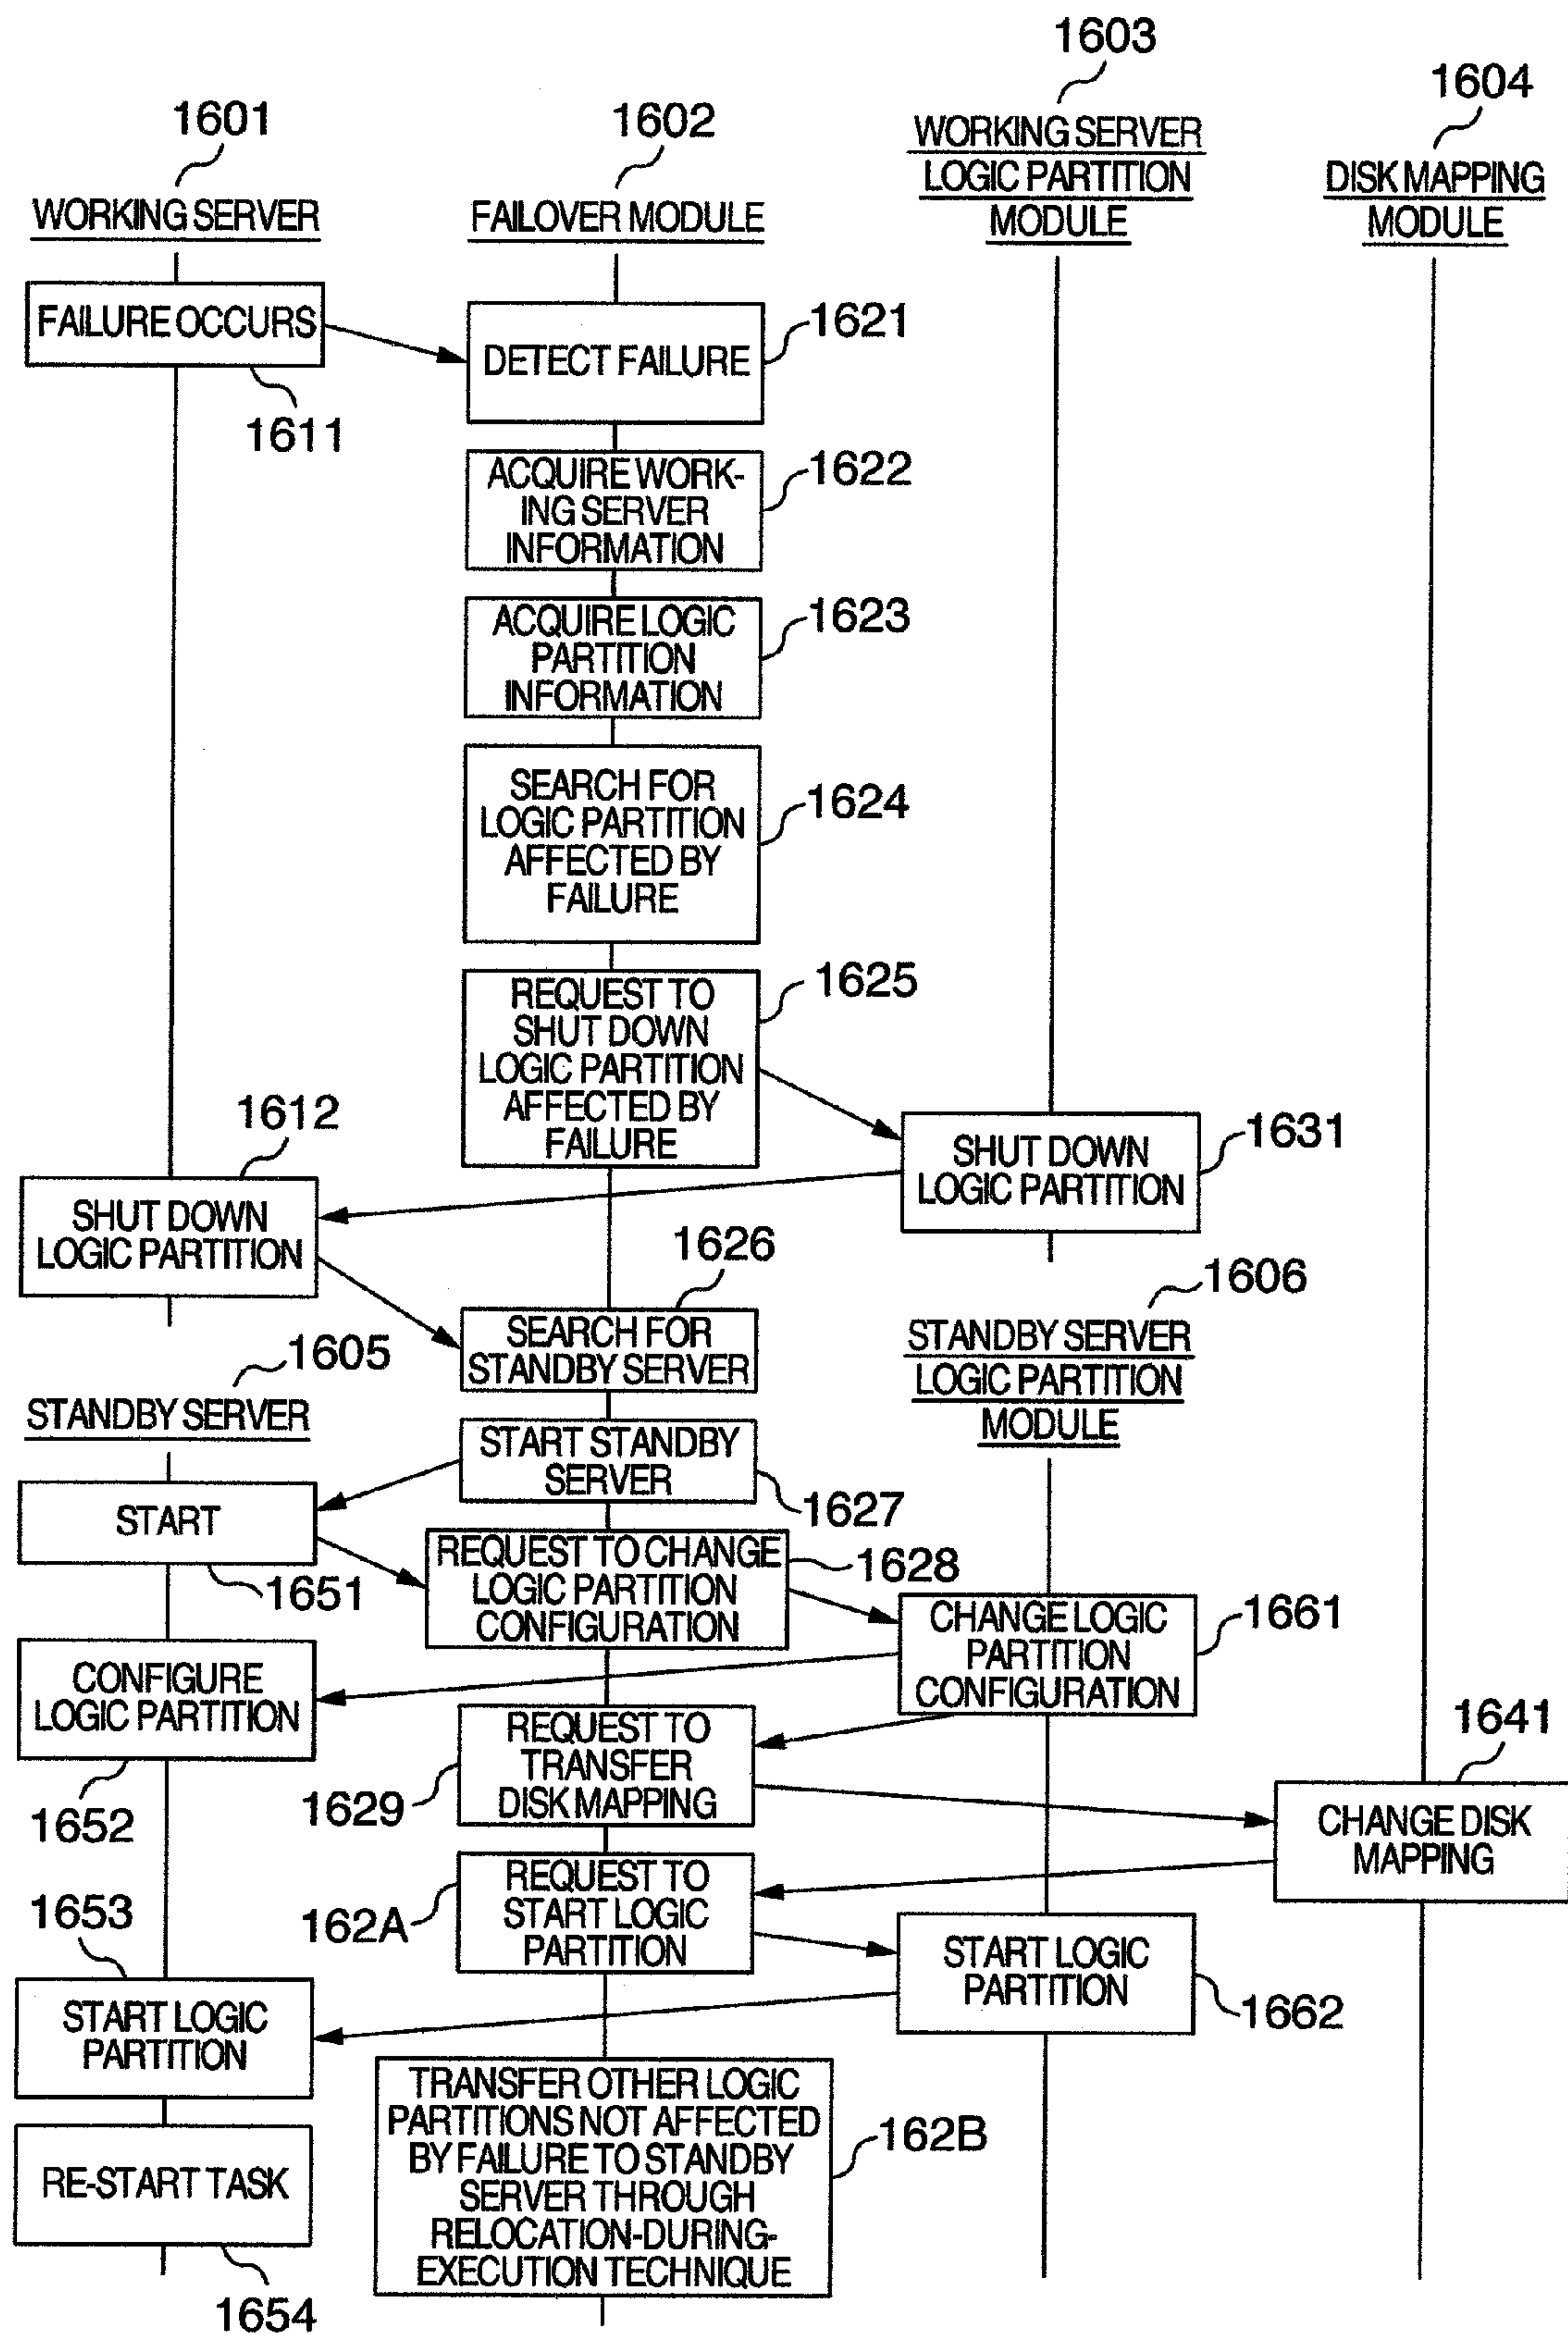 1603
1604
1601
1602
WORKING SERVER
LOGIC PARTITION
MODULE
DISK MAPPING
MODULE
WORKING SERVER
FAILOVER MODULE
FAILURE OCCURS
1611
DETECT FAILURE
1621
ACQUIRE WORK-
ING SERVER
INFORMATION
1622
ACQUIRE LOGIC
PARTITION
INFORMATION
1623
SEARCH FOR
LOGIC PARTITION
AFFECTED BY
FAILURE
1624
REQUEST TO
SHUT DOWN
LOGIC PARTITION
AFFECTED BY
FAILURE
1625
SHUT DOWN
LOGIC PARTITION
1631
1612
SHUT DOWN
LOGIC PARTITION
1626
SEARCH FOR
STANDBY SERVER
1606
STANDBY SERVER
LOGIC PARTITION
MODULE
1605
STANDBY SERVER
START STANDBY
SERVER
1627
START
1651
REQUEST TO CHANGE
LOGIC PARTITION
CONFIGURATION
1628
CHANGE LOGIC
PARTITION
CONFIGURATION
1661
CONFIGURE
LOGIC PARTITION
1652
REQUEST TO
TRANSFER
DISK MAPPING
1629
1641
CHANGE DISK
MAPPING
REQUEST TO
START LOGIC
PARTITION
162A
START LOGIC
PARTITION
1662
1653
START LOGIC
PARTITION
TRANSFER OTHER LOGIC
PARTITIONS NOT AFFECTED
BY FAILURE TO STANDBY
SERVER THROUGH
RELOCATION-DURING-
EXECUTION TECHNIQUE
162B
RE-START TASK
1654